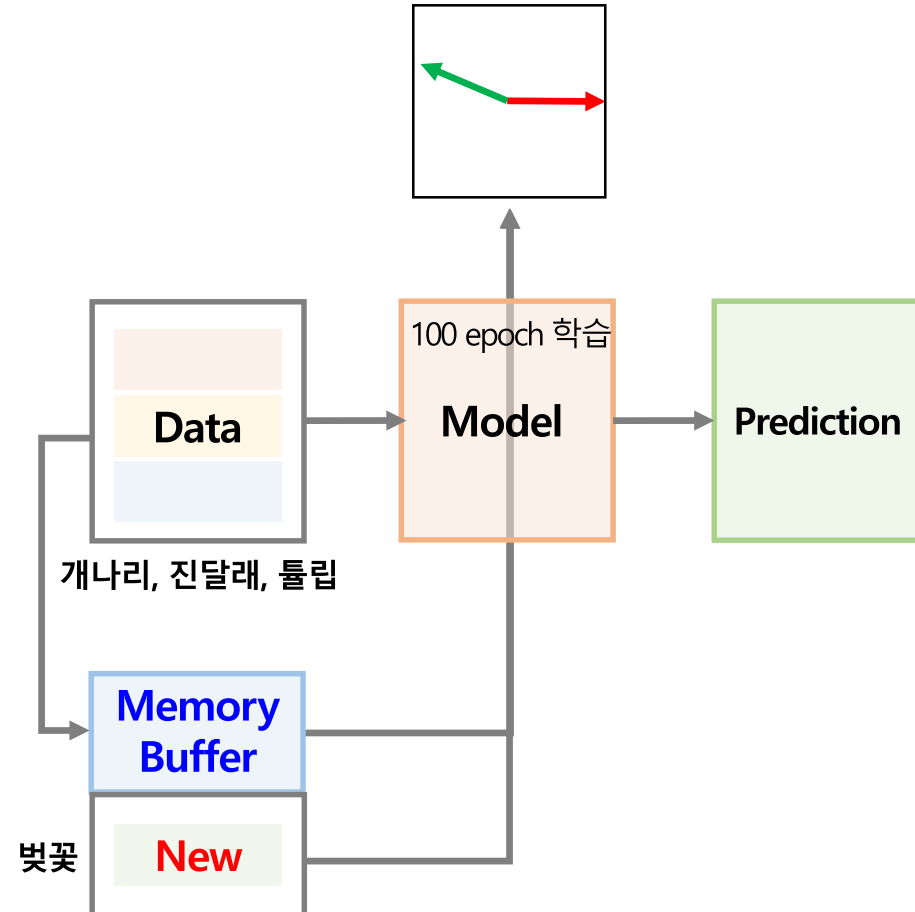 100 epoch 학습
Data
Model
Prediction
개나리, 진달래, 튤립
Memory
Buffer
벚꽃
New